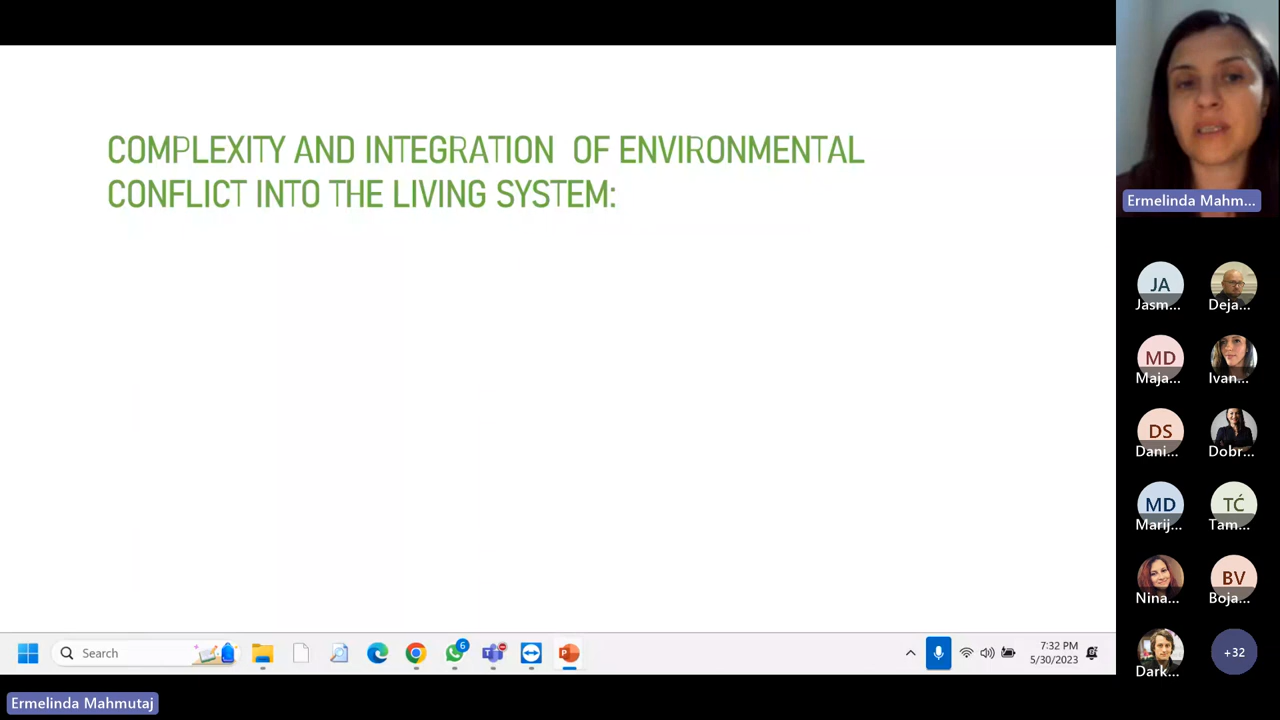 COMPLEXITY AND INTEGRATION OF ENVIRONMENTAL
CONFLICT INTO THE LIVING SYSTEM:
Ermelinda Mahm...
JA
Jasm...
Deja...
MD
Maja...
Ivan...
DS
Dani...
Dobr...
MD
Marij...
TĆ
Tam...
Nina...
BV
Boja...
Dark...
+32
Search
6
7:32 PM
5/30/2023
Ermelinda Mahmutaj